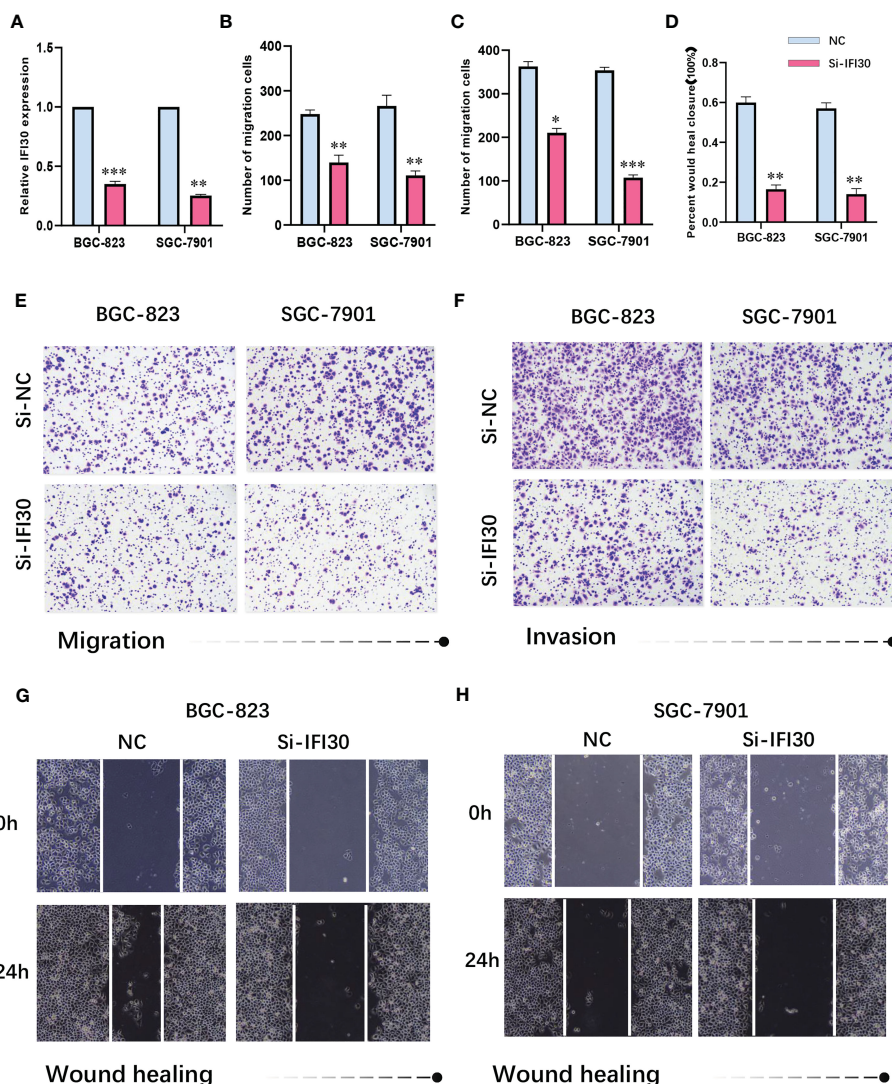 A
B
C
D
Relative IFI30 expression
1.5
1.0
0.5
0.0
***
**
BGC-823
SGC-7901
Number of migration cells
400
300
200
100
0
**
**
BGC-823
SGC-7901
Number of migration cells
400
300
200
100
0
*
***
BGC-823
SGC-7901
NC
Si-IFI30
Percent would heal closure(100%)
0.8
0.6
0.4
0.2
0.0
**
**
BGC-823
SGC-7901
E
BGC-823
SGC-7901
Si-NC
Si-IFI30
Migration
F
BGC-823
SGC-7901
Si-NC
Si-IFI30
Invasion
G
BGC-823
NC
Si-IFI30
0h
24h
Wound healing
H
SGC-7901
NC
Si-IFI30
0h
24h
Wound healing